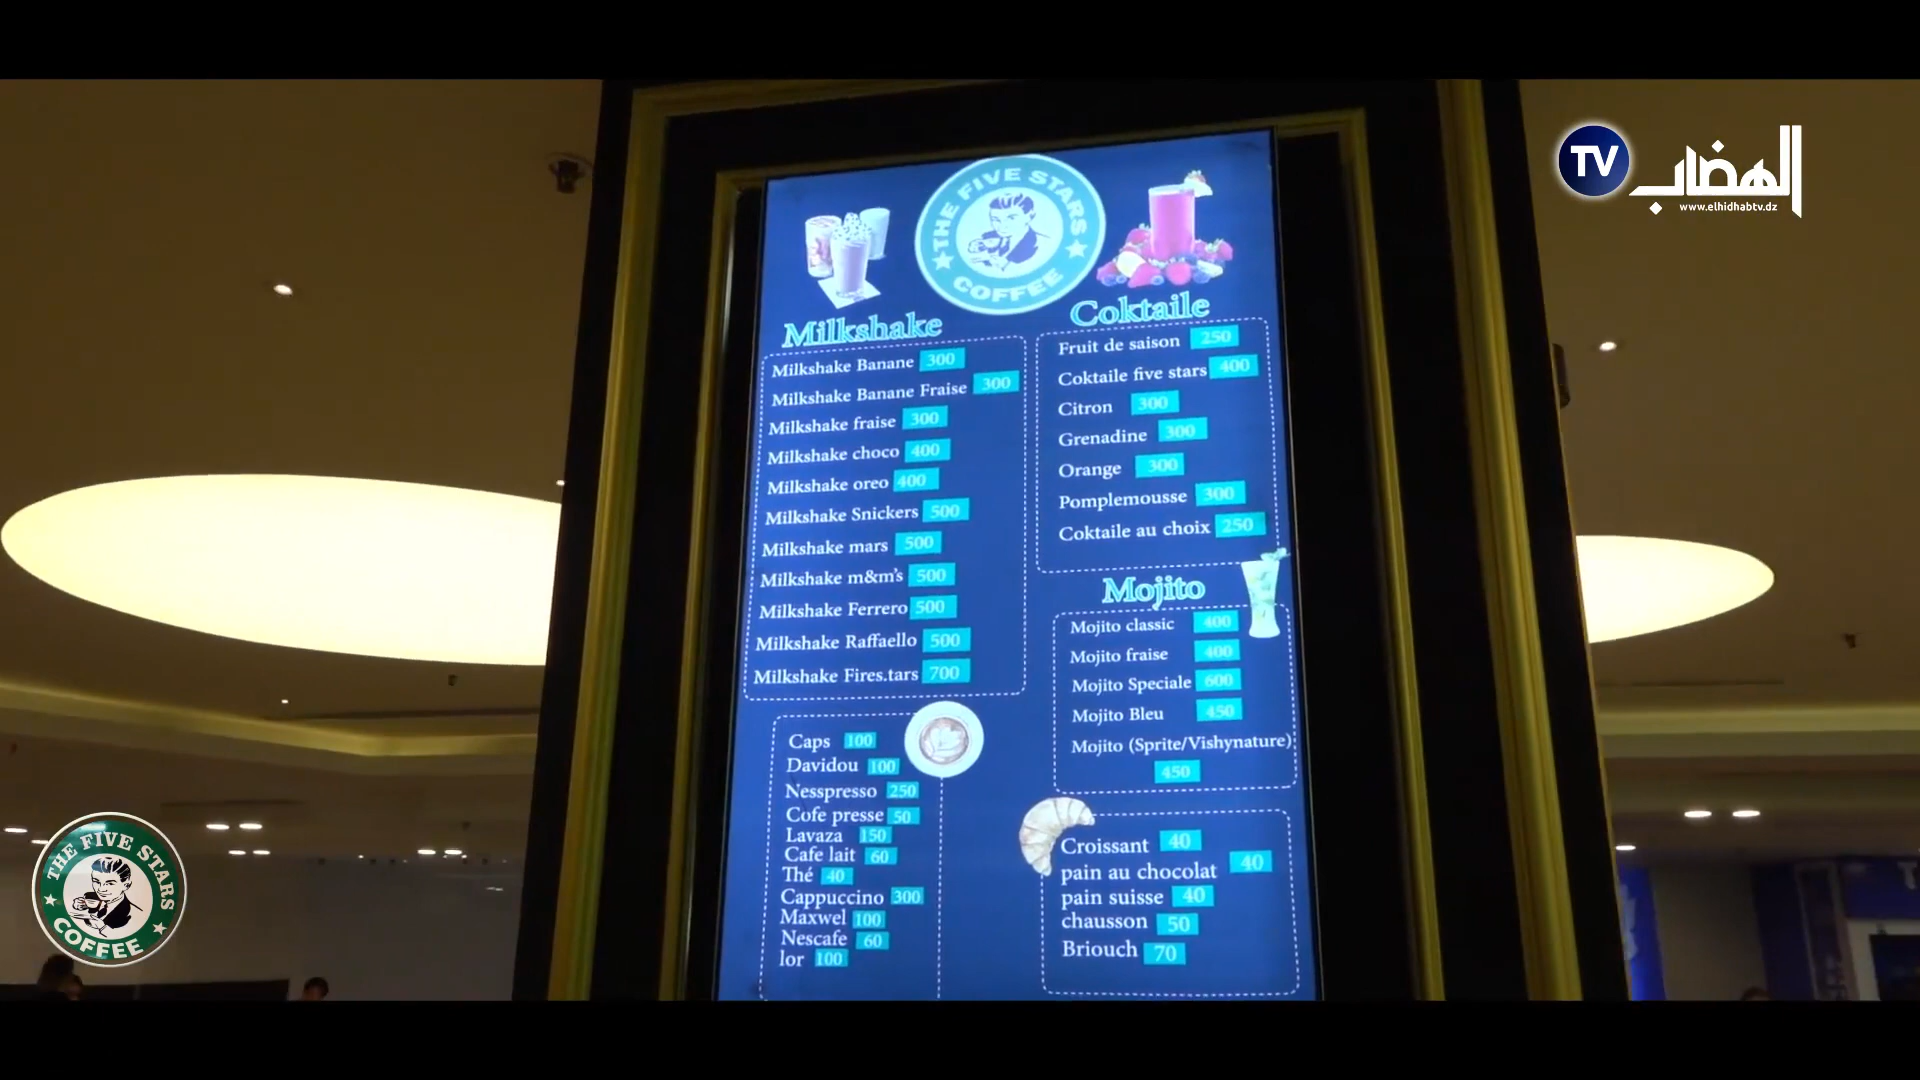 TV الهضاب
www.elhidhabtv.dz
THE FIVE STARS
COFFEE
Milkshake
Milkshake Banane 300
Milkshake Banane Fraise 300
Milkshake fraise 300
Milkshake choco 400
Milkshake oreo 400
Milkshake Snickers 500
Milkshake mars 500
Milkshake m&m's 500
Milkshake Ferrero 500
Milkshake Raffaello 500
Milkshake Fires.tars 700
Coktaile
Fruit de saison 250
Coktaile five stars 400
Citron 300
Grenadine 300
Orange 300
Pomplemousse 300
Coktaile au choix 250
Mojito
Mojito classic 400
Mojito fraise 400
Mojito Speciale 600
Mojito Bleu 450
Mojito (Sprite/Vishynature)
450
Caps 100
Davidou 100
Nesspresso 250
Cofe presse 50
Lavaza 150
Cafe lait 60
Thé 40
Cappuccino 300
Maxwel 100
Nescafe 60
lor 100
Croissant 40
pain au chocolat 40
pain suisse 40
chausson 50
Briouch 70
THE FIVE STARS
COFFEE